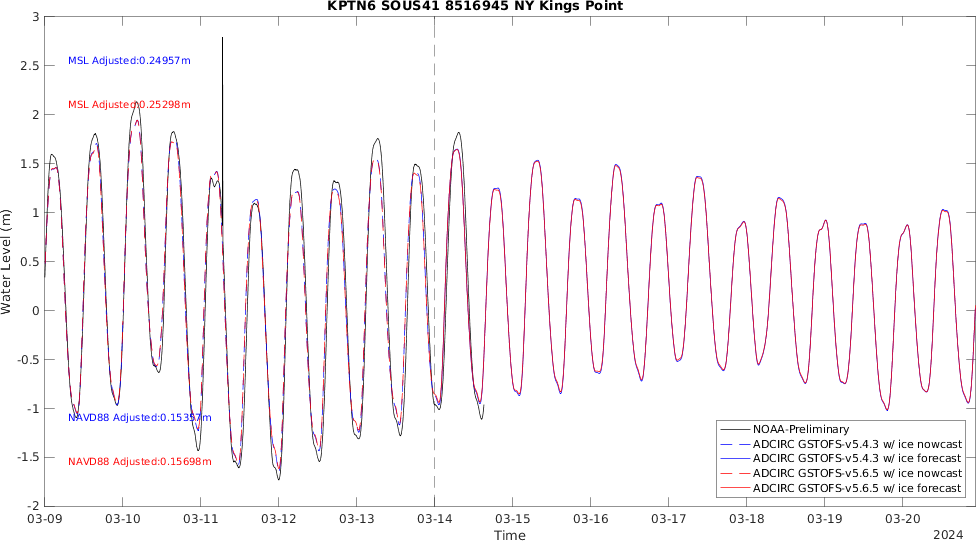 KPTN6 SOUS41 8516945 NY Kings Point
3
2.5
2
1.5
1
0.5
0
-0.5
-1
-1.5
-2
Water Level (m)
MSL Adjusted:0.24957m
MSL Adjusted:0.25298m
NAVD88 Adjusted:0.15357m
NAVD88 Adjusted:0.15698m
NOAA-Preliminary
ADCIRC GSTOFS-v5.4.3 w/ ice nowcast
ADCIRC GSTOFS-v5.4.3 w/ ice forecast
ADCIRC GSTOFS-v5.6.5 w/ ice nowcast
ADCIRC GSTOFS-v5.6.5 w/ ice forecast
03-09 03-10 03-11 03-12 03-13 03-14 03-15 03-16 03-17 03-18 03-19 03-20
Time
2024